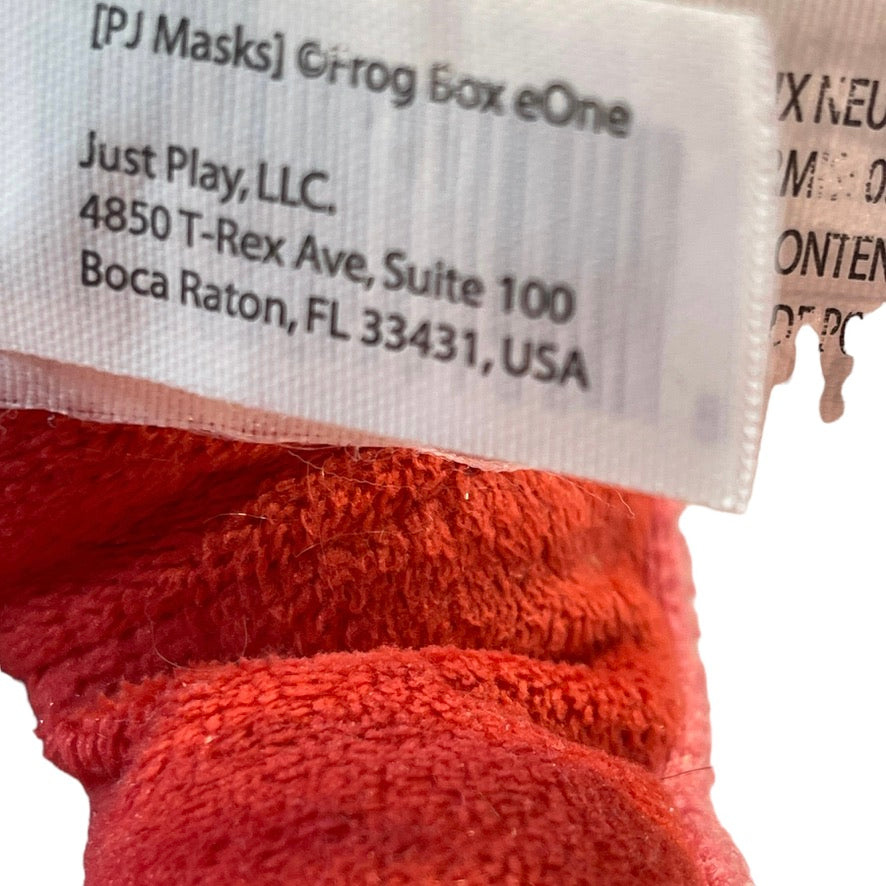 [PJ Masks] ©Frog Box eOne
Just Play, LLC.
4850 T-Rex Ave, Suite 100
Boca Raton, FL 33431, USA